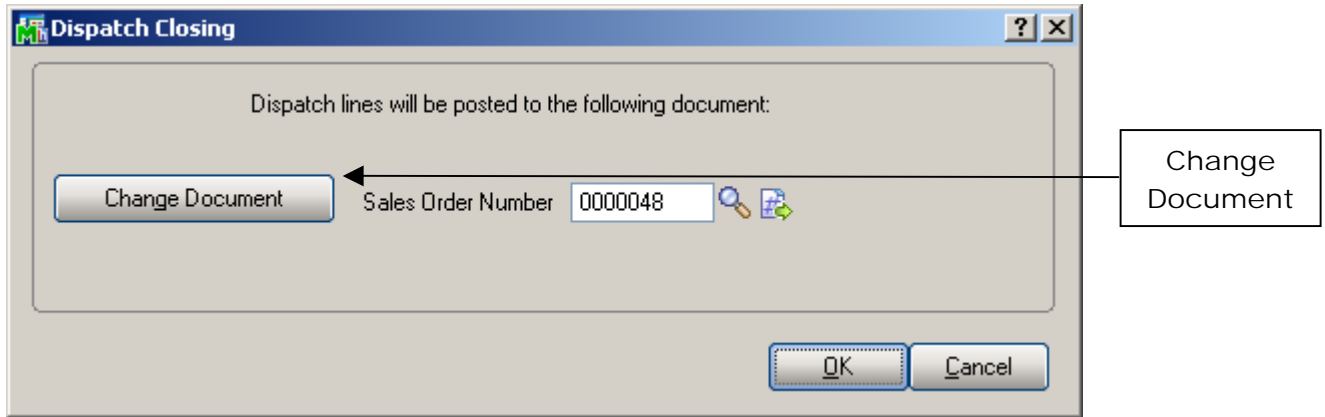 Dispatch Closing
Dispatch lines will be posted to the following document:
Change Document
Sales Order Number 0000048
OK
Cancel
Change
Document